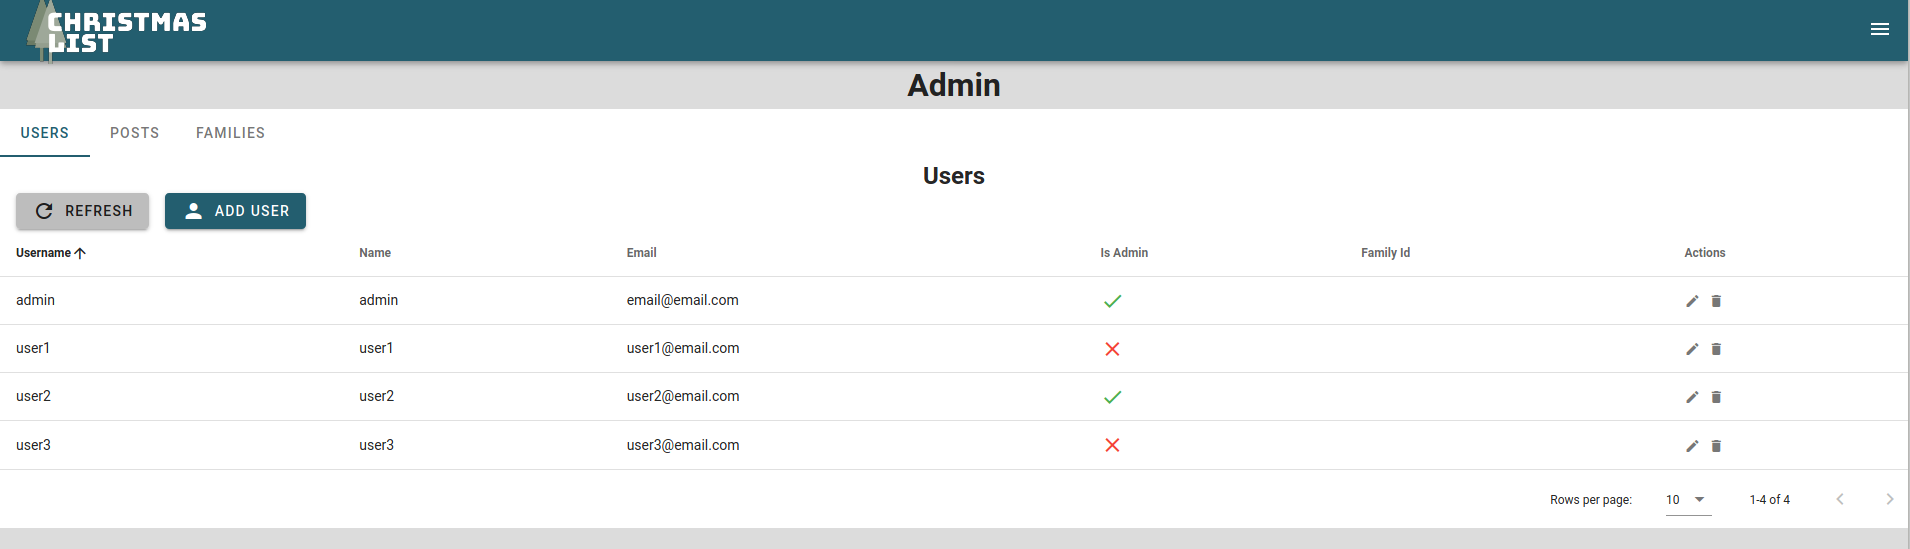 CHRISTMAS
LIST
Admin
USERS POSTS FAMILIES
Users
REFRESH ADD USER
Username Name Email Is Admin Family Id Actions
admin admin email@email.com
user1 user1 user1@email.com
user2 user2 user2@email.com
user3 user3 user3@email.com
Rows per page: 10 1-4 of 4